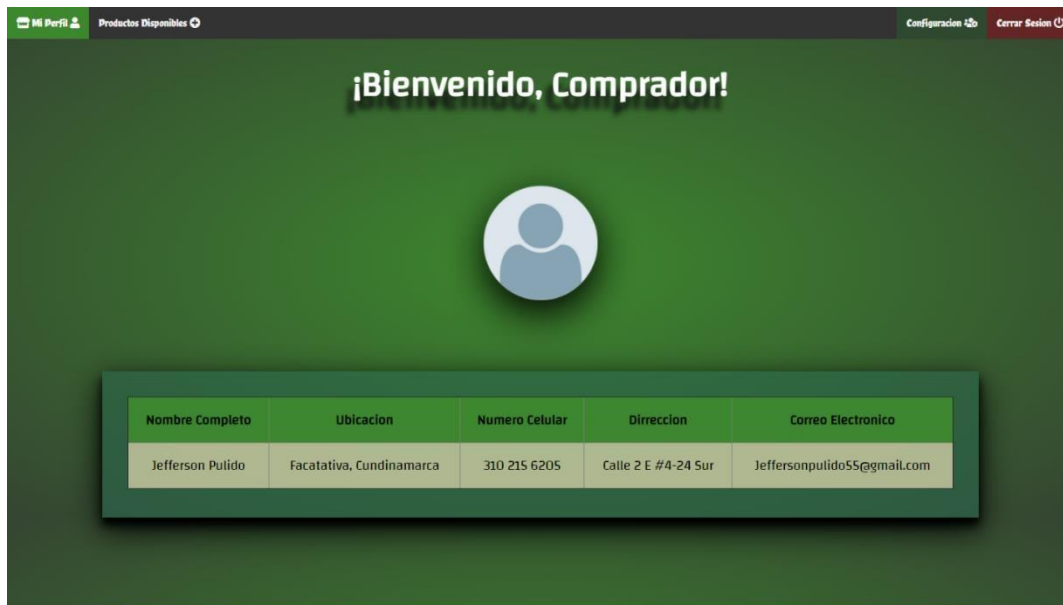 Mi Perfil Productos Disponibles Configuracion Cerrar Sesion
¡Bienvenido, Comprador!
Nombre Completo Ubicacion Numero Celular Dirreccion Correo Electronico
Jefferson Pulido Facatativa, Cundinamarca 310 215 6205 Calle 2 E #4-24 Sur Jeffersonpulido55@gmail.com